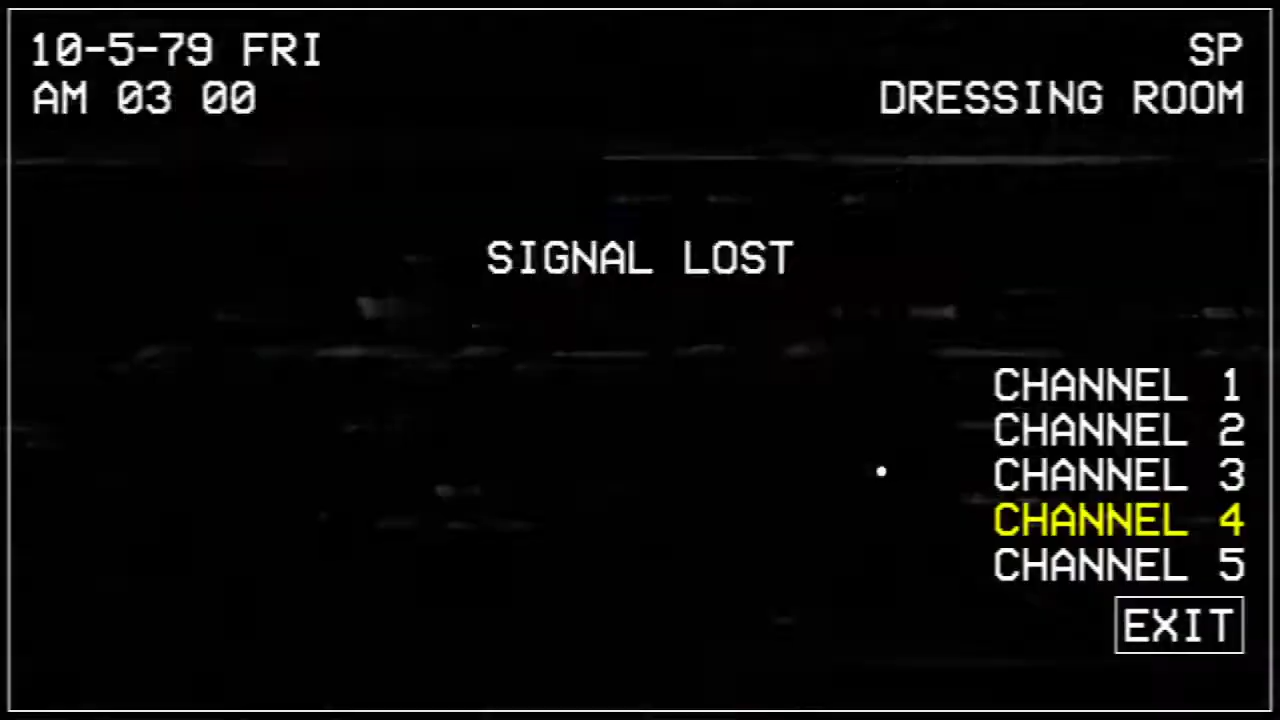 10-5-79 FRI
SP
AM 03 00
DRESSING ROOM
SIGNAL LOST
CHANNEL 1
CHANNEL 2
CHANNEL 3
CHANNEL 4
CHANNEL 5
EXIT